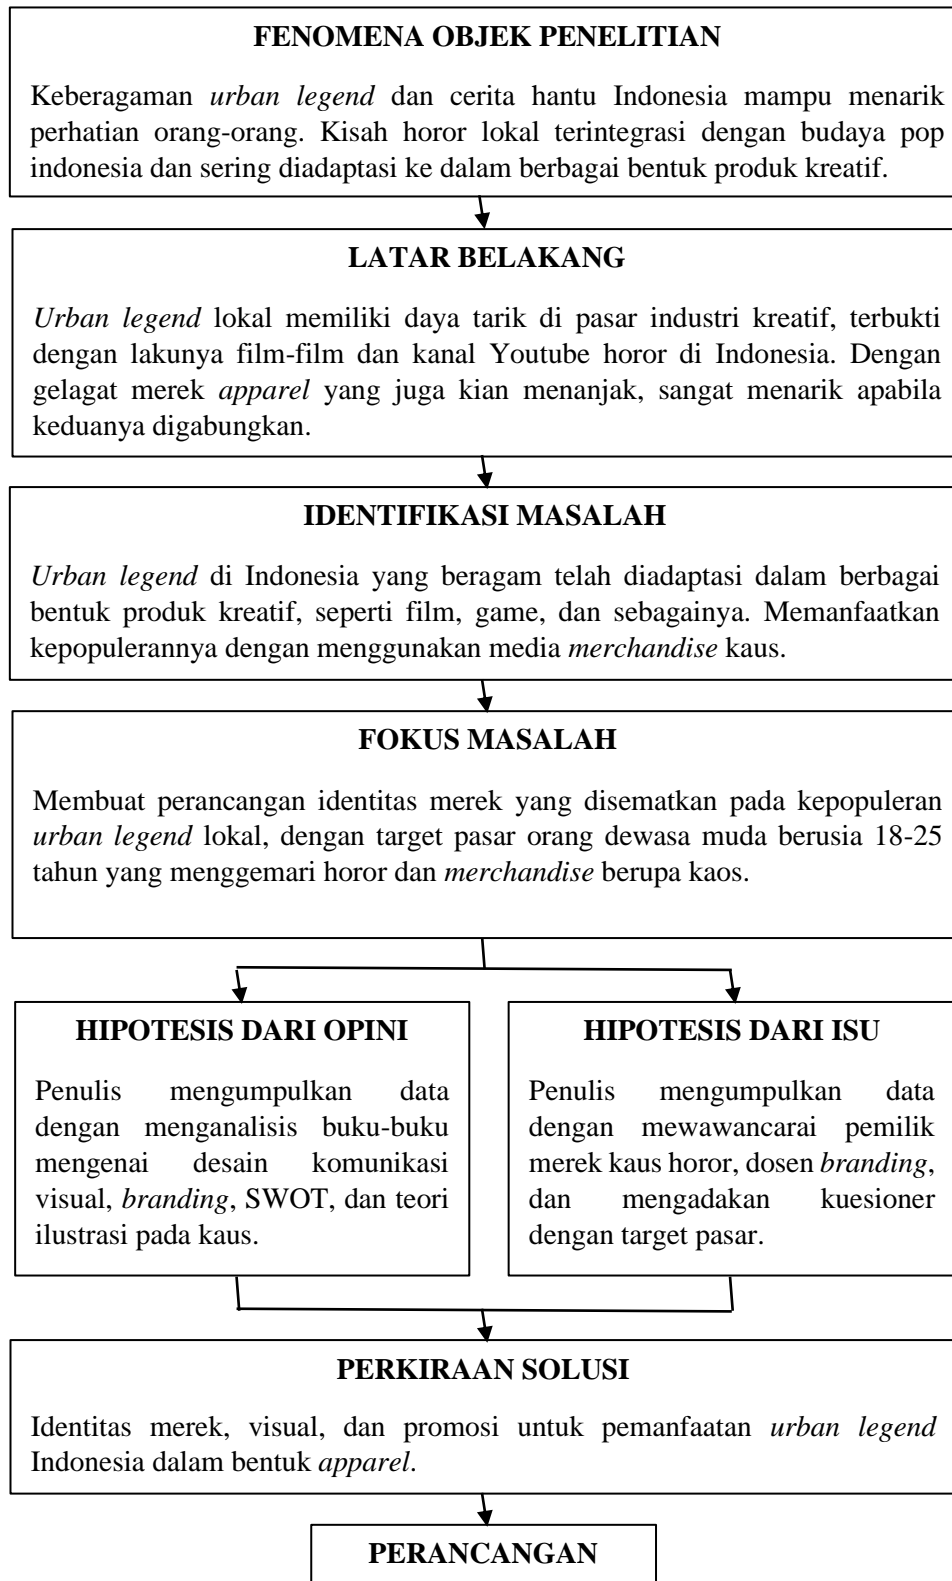 FENOMENA OBJEK PENELITIAN
Keberagaman urban legend dan cerita hantu Indonesia mampu menarik
perhatian orang-orang. Kisah horor lokal terintegrasi dengan budaya pop
indonesia dan sering diadaptasi ke dalam berbagai bentuk produk kreatif.
LATAR BELAKANG
Urban legend lokal memiliki daya tarik di pasar industri kreatif, terbukti
dengan lakunya film-film dan kanal Youtube horor di Indonesia. Dengan
gelagat merek apparel yang juga kian menanjak, sangat menarik apabila
keduanya digabungkan.
IDENTIFIKASI MASALAH
Urban legend di Indonesia yang beragam telah diadaptasi dalam berbagai
bentuk produk kreatif, seperti film, game, dan sebagainya. Memanfaatkan
kepopulerannya dengan menggunakan media merchandise kaus.
FOKUS MASALAH
Membuat perancangan identitas merek yang disematkan pada kepopuleran
urban legend lokal, dengan target pasar orang dewasa muda berusia 18-25
tahun yang menggemari horor dan merchandise berupa kaos.
HIPOTESIS DARI OPINI
Penulis mengumpulkan data
dengan menganalisis buku-buku
mengenai desain komunikasi
visual, branding, SWOT, dan teori
ilustrasi pada kaus.
HIPOTESIS DARI ISU
Penulis mengumpulkan data
dengan mewawancarai pemilik
merek kaus horor, dosen branding,
dan mengadakan kuesioner
dengan target pasar.
PERKIRAAN SOLUSI
Identitas merek, visual, dan promosi untuk pemanfaatan urban legend
Indonesia dalam bentuk apparel.
PERANCANGAN